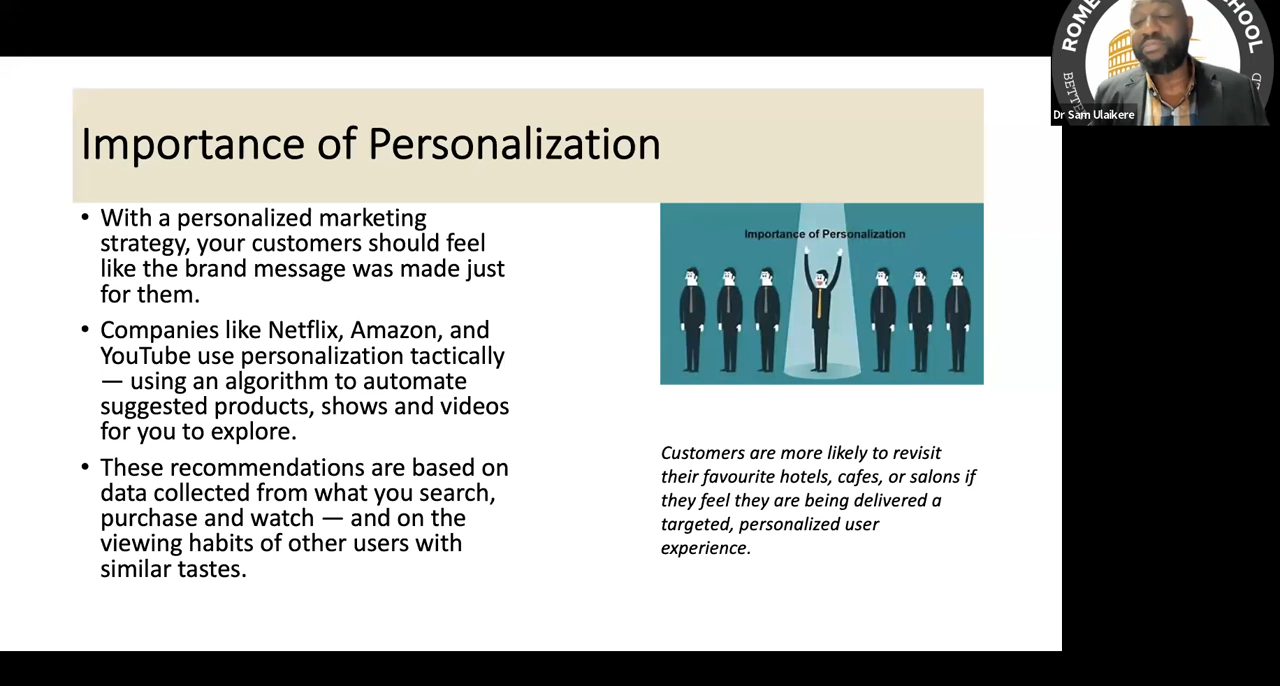 Importance of Personalization
• With a personalized marketing
strategy, your customers should feel
like the brand message was made just
for them.
• Companies like Netflix, Amazon, and
YouTube use personalization tactically
— using an algorithm to automate
suggested products, shows and videos
for you to explore.
• These recommendations are based on
data collected from what you search,
purchase and watch — and on the
viewing habits of other users with
similar tastes.
Importance of Personalization
Customers are more likely to revisit
their favourite hotels, cafes, or salons if
they feel they are being delivered a
targeted, personalized user
experience.
ROME
HOOL
Dr Sam Ulaikere